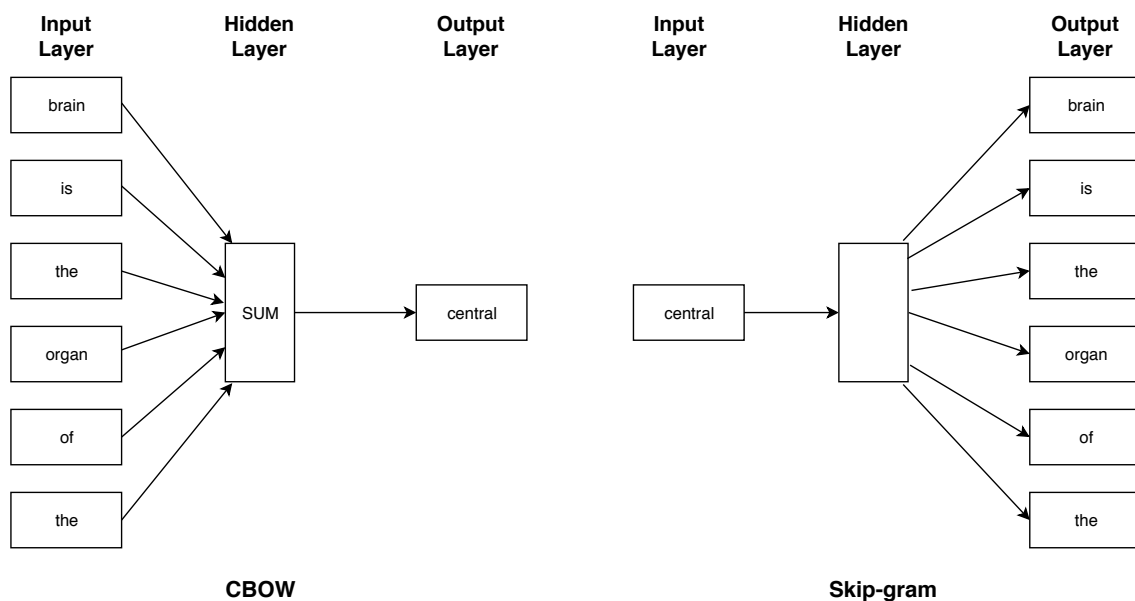 Input
Layer
Hidden
Layer
Output
Layer
brain
is
the
organ
of
the
SUM
central
CBOW
Input
Layer
Hidden
Layer
Output
Layer
central
brain
is
the
organ
of
the
Skip-gram